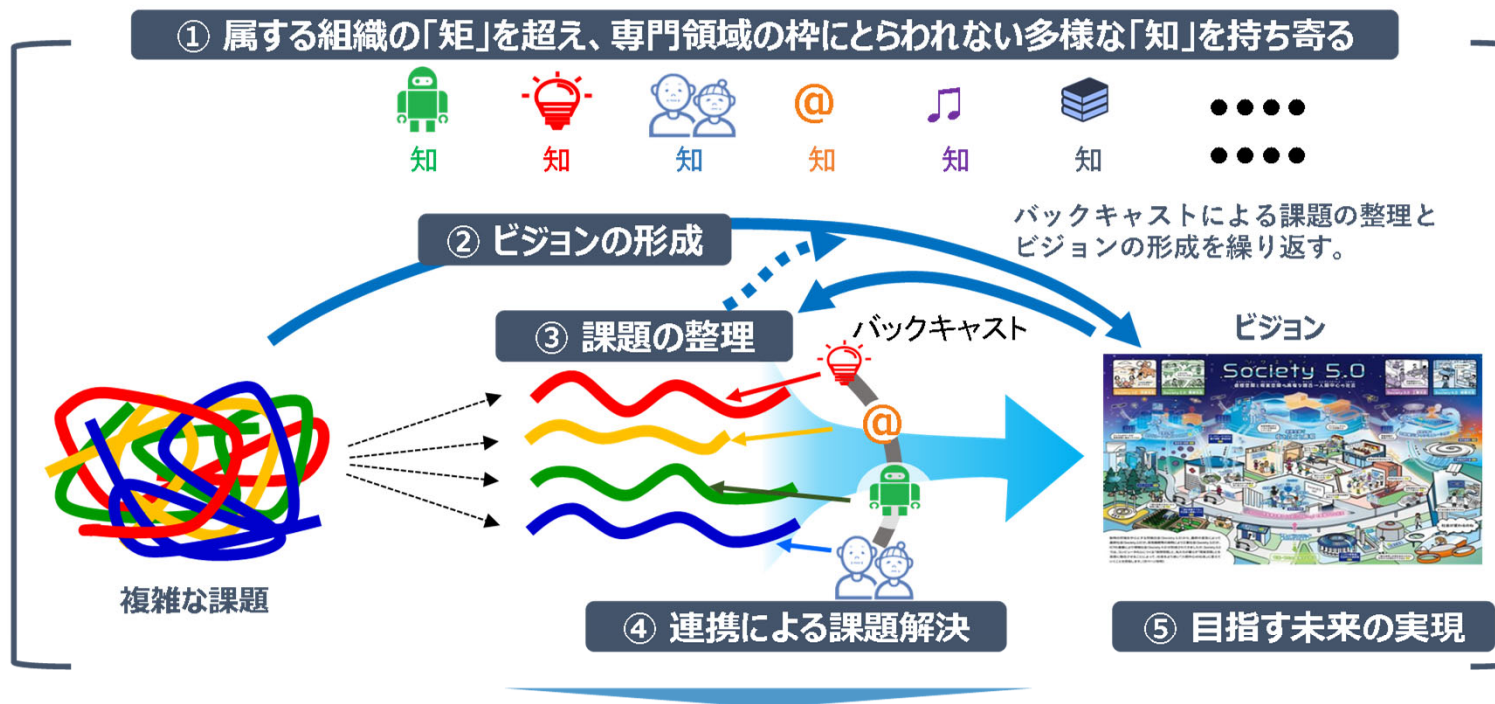 ① 属する組織の「矩」を超え、専門領域の枠にとらわれない多様な「知」を持ち寄る
@
知 知 知 知 知 知
② ビジョンの形成
バックキャストによる課題の整理と
ビジョンの形成を繰り返す。
③ 課題の整理
バックキャスト
ビジョン
Society 5.0
@
複雑な課題
④ 連携による課題解決
⑤ 目指す未来の実現